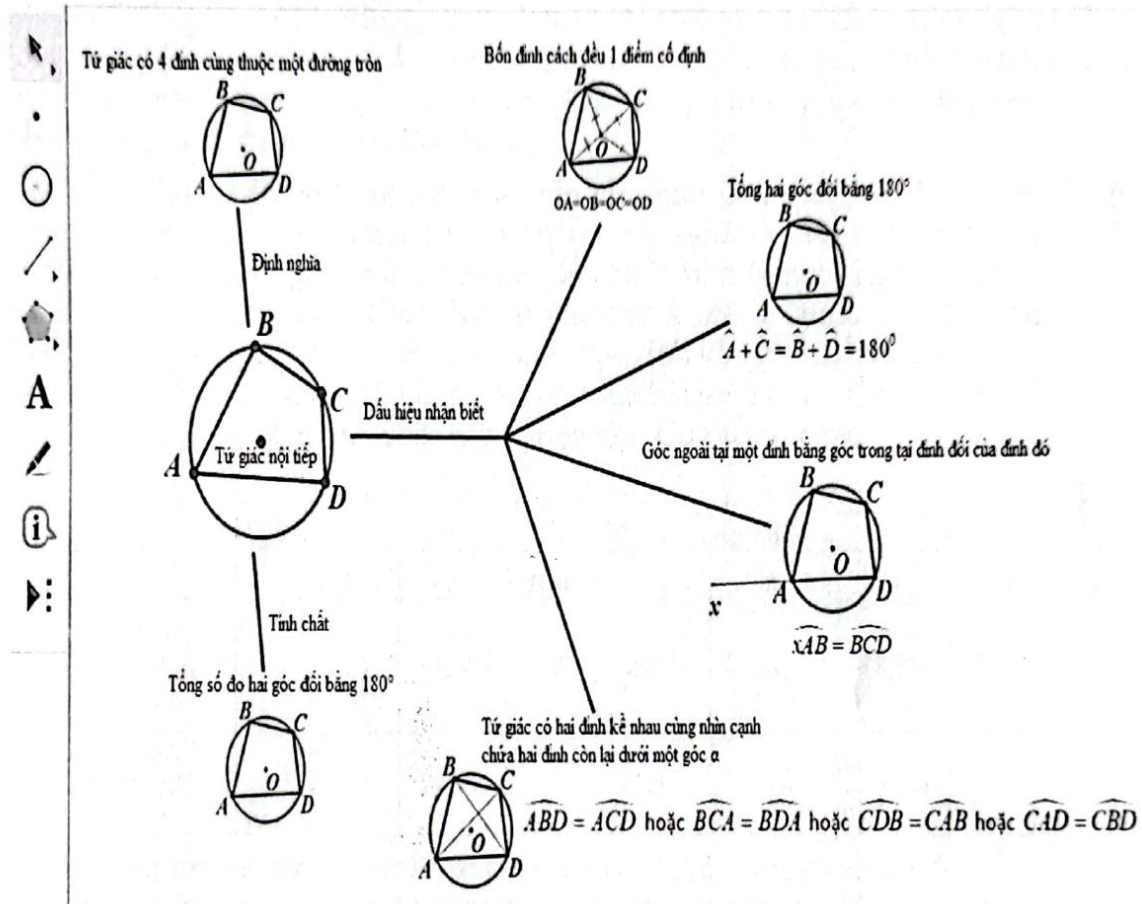 Tứ giác có 4 đỉnh cùng thuộc một đường tròn
B
C
O
A
D
Định nghĩa
Bốn đỉnh cách đều 1 điểm cố định
B
C
O
A
D
OA=OB=OC=OD
Tổng hai góc đối bằng 180°
B
C
O
A
D
Â + Ĉ = B̂ + D̂ = 180⁰
B
C
Tứ giác nội tiếp
A
D
Dấu hiệu nhận biết
Góc ngoài tại một đỉnh bằng góc trong tại đỉnh đối của đỉnh đó
B
C
O
x
A
D
xAB = BCD
Tính chất
Tổng số đo hai góc đối bằng 180°
B
C
O
A
D
Tứ giác có hai đỉnh kề nhau cùng nhìn cạnh
chứa hai đỉnh còn lại dưới một góc α
B
C
O
A
D
ABD = ACD hoặc BCA = BDA hoặc CDB = CAB hoặc CAD = CBD
A
i